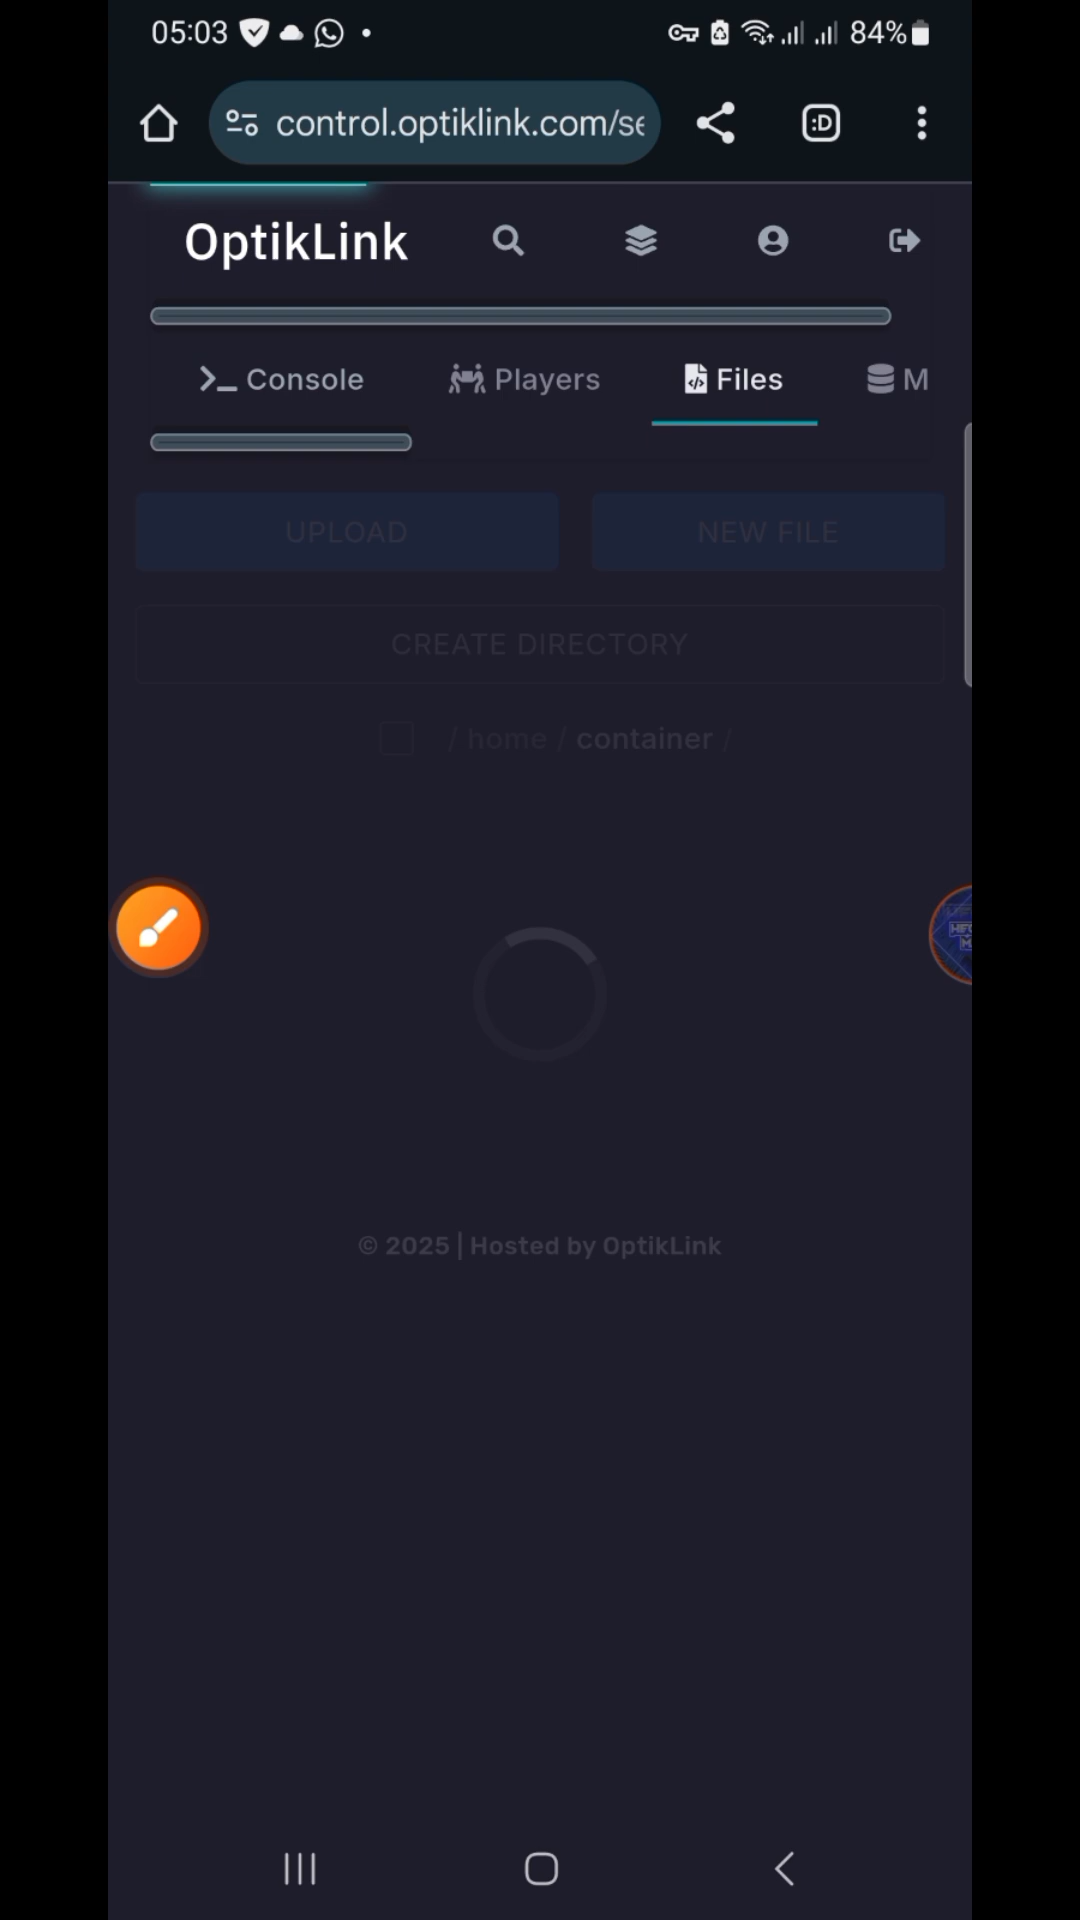 05:03
84%
control.optiklink.com/se
:D
OptikLink
Console
Players
Files
M
UPLOAD
NEW FILE
CREATE DIRECTORY
/ home / container /
© 2025 | Hosted by OptikLink